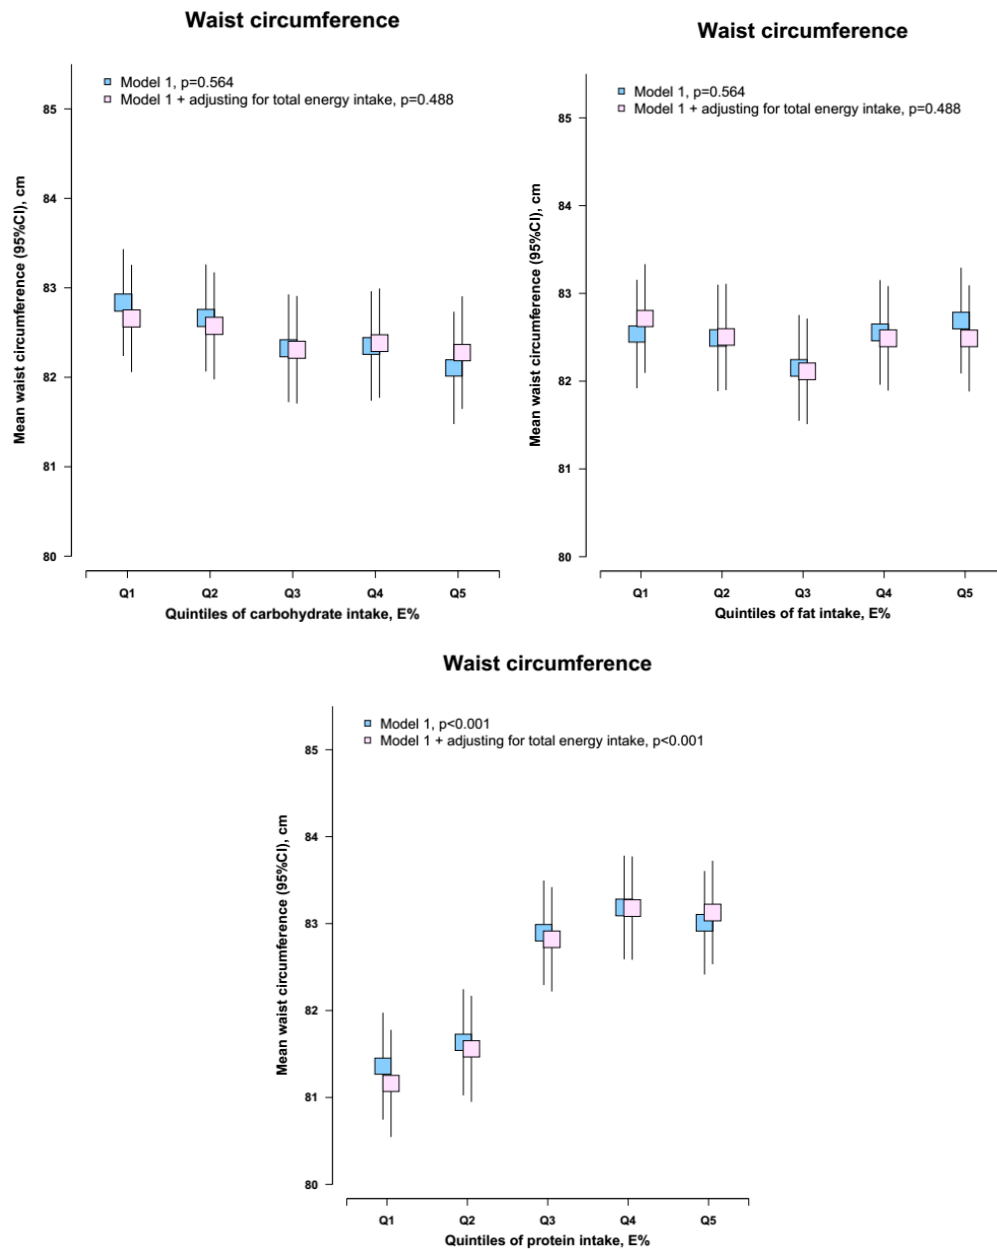 Waist circumference
Model 1, p=0.564
Model 1 + adjusting for total energy intake, p=0.488
Mean waist circumference (95%CI), cm
85
84
83
82
81
80
Q1 Q2 Q3 Q4 Q5
Quintiles of carbohydrate intake, E%
Waist circumference
Model 1, p=0.564
Model 1 + adjusting for total energy intake, p=0.488
Mean waist circumference (95%CI), cm
85
84
83
82
81
80
Q1 Q2 Q3 Q4 Q5
Quintiles of fat intake, E%
Waist circumference
Model 1, p<0.001
Model 1 + adjusting for total energy intake, p<0.001
Mean waist circumference (95%CI), cm
85
84
83
82
81
80
Q1 Q2 Q3 Q4 Q5
Quintiles of protein intake, E%